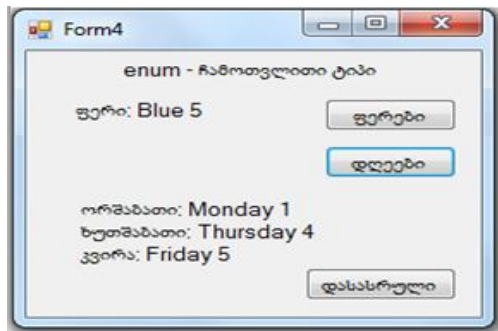 Form4
enum - ჩამოთვლითი ტიპი
ფერი: Blue 5
ფერები
დღეები
ორშაბათი: Monday 1
ხუთშაბათი: Thursday 4
კვირა: Friday 5
დასასრული